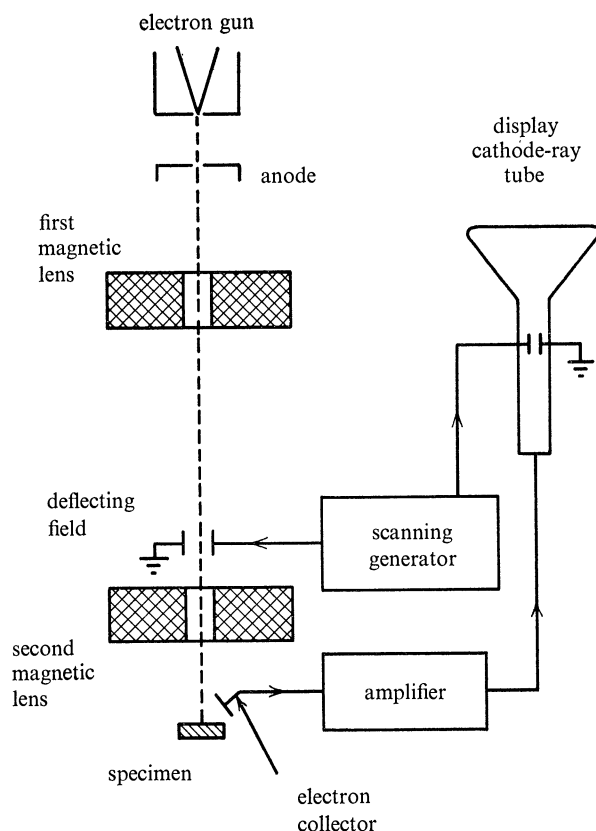 electron gun
display
cathode-ray
tube
anode
first
magnetic
lens
deflecting
field
scanning
generator
second
magnetic
lens
amplifier
specimen
electron
collector